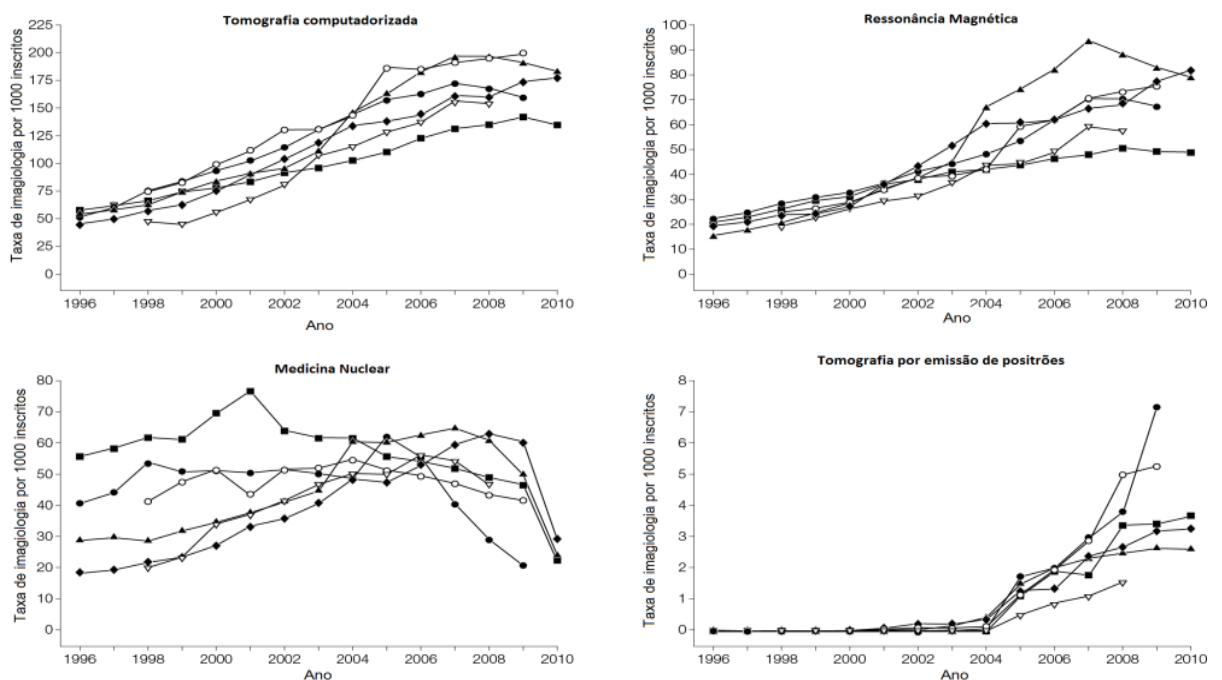 Tomografia computadorizada
Taxa de imagiologia por 1000 inscritos
225
200
175
150
125
100
75
50
25
0
1996 1998 2000 2002 2004 2006 2008 2010
Ano
Ressonância Magnética
Taxa de imagiologia por 1000 inscritos
100
90
80
70
60
50
40
30
20
10
0
1996 1998 2000 2002 2004 2006 2008 2010
Ano
Medicina Nuclear
Taxa de imagiologia por 1000 inscritos
80
70
60
50
40
30
20
10
0
1996 1998 2000 2002 2004 2006 2008 2010
Ano
Tomografia por emissão de positrões
Taxa de imagiologia por 1000 inscritos
8
7
6
5
4
3
2
1
0
1996 1998 2000 2002 2004 2006 2008 2010
Ano